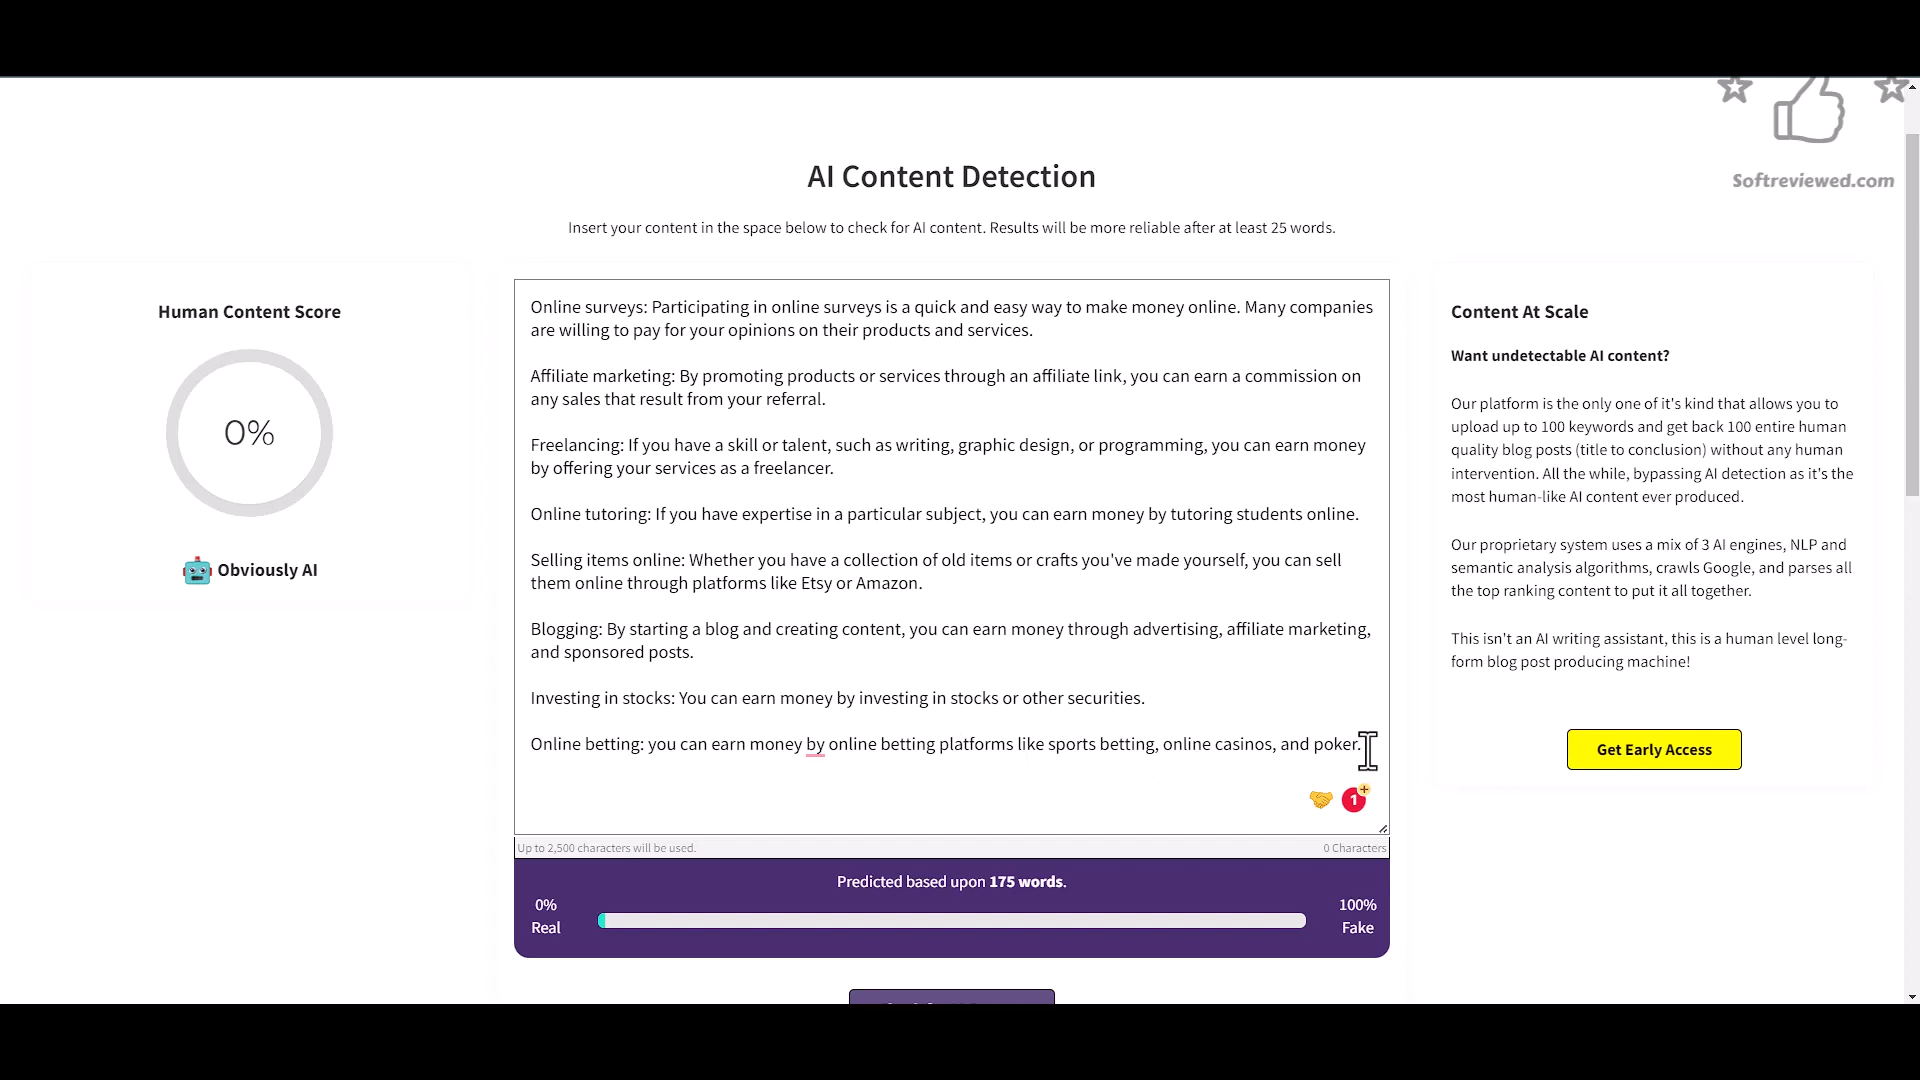 Softreviewed.com
AI Content Detection
Insert your content in the space below to check for AI content. Results will be more reliable after at least 25 words.
Human Content Score
0%
Obviously AI
Online surveys: Participating in online surveys is a quick and easy way to make money online. Many companies
are willing to pay for your opinions on their products and services.
Affiliate marketing: By promoting products or services through an affiliate link, you can earn a commission on
any sales that result from your referral.
Freelancing: If you have a skill or talent, such as writing, graphic design, or programming, you can earn money
by offering your services as a freelancer.
Online tutoring: If you have expertise in a particular subject, you can earn money by tutoring students online.
Selling items online: Whether you have a collection of old items or crafts you've made yourself, you can sell
them online through platforms like Etsy or Amazon.
Blogging: By starting a blog and creating content, you can earn money through advertising, affiliate marketing,
and sponsored posts.
Investing in stocks: You can earn money by investing in stocks or other securities.
Online betting: you can earn money by online betting platforms like sports betting, online casinos, and poker.
1
Up to 2,500 characters will be used.
0 Characters
Predicted based upon 175 words.
0%
Real
100%
Fake
Content At Scale
Want undetectable AI content?
Our platform is the only one of it's kind that allows you to
upload up to 100 keywords and get back 100 entire human
quality blog posts (title to conclusion) without any human
intervention. All the while, bypassing AI detection as it's the
most human-like AI content ever produced.
Our proprietary system uses a mix of 3 AI engines, NLP and
semantic analysis algorithms, crawls Google, and parses all
the top ranking content to put it all together.
This isn't an AI writing assistant, this is a human level long-
form blog post producing machine!
Get Early Access